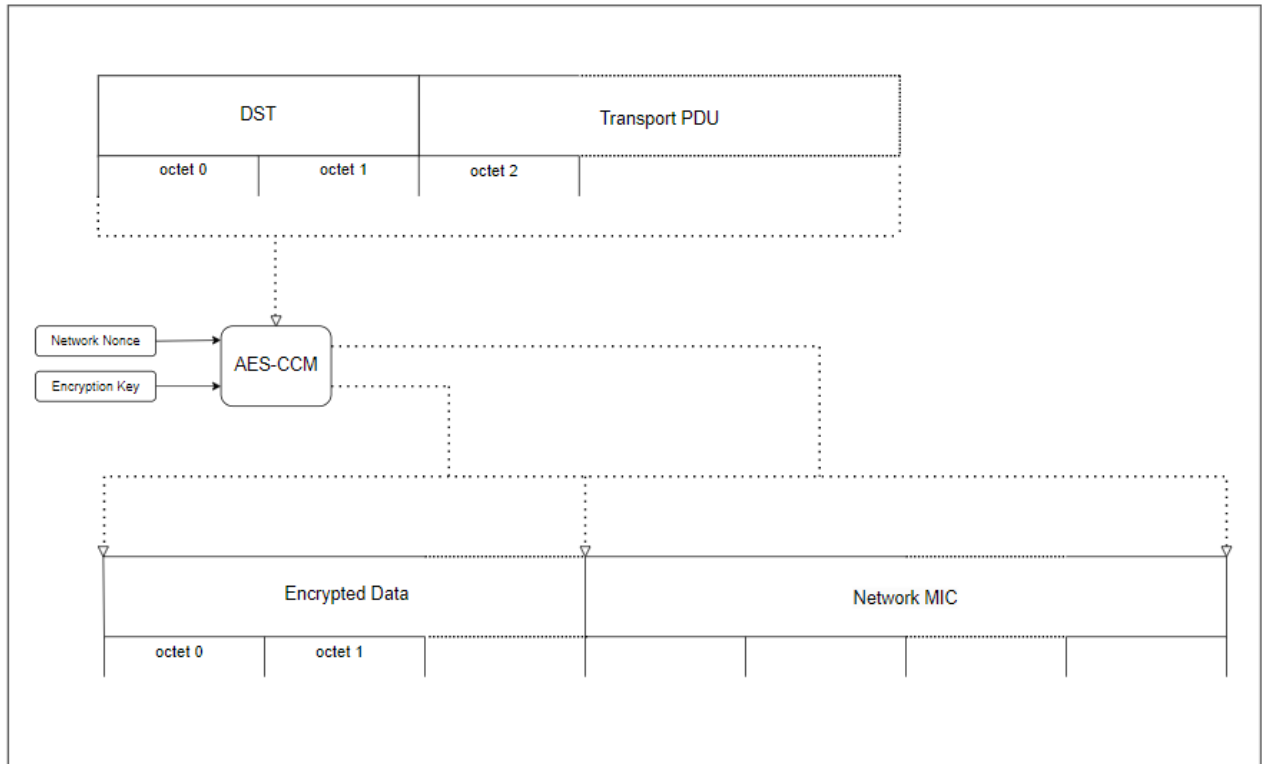 DST
Transport PDU
octet 0
octet 1
octet 2
Network Nonce
AES-CCM
Encryption Key
Encrypted Data
Network MIC
octet 0
octet 1